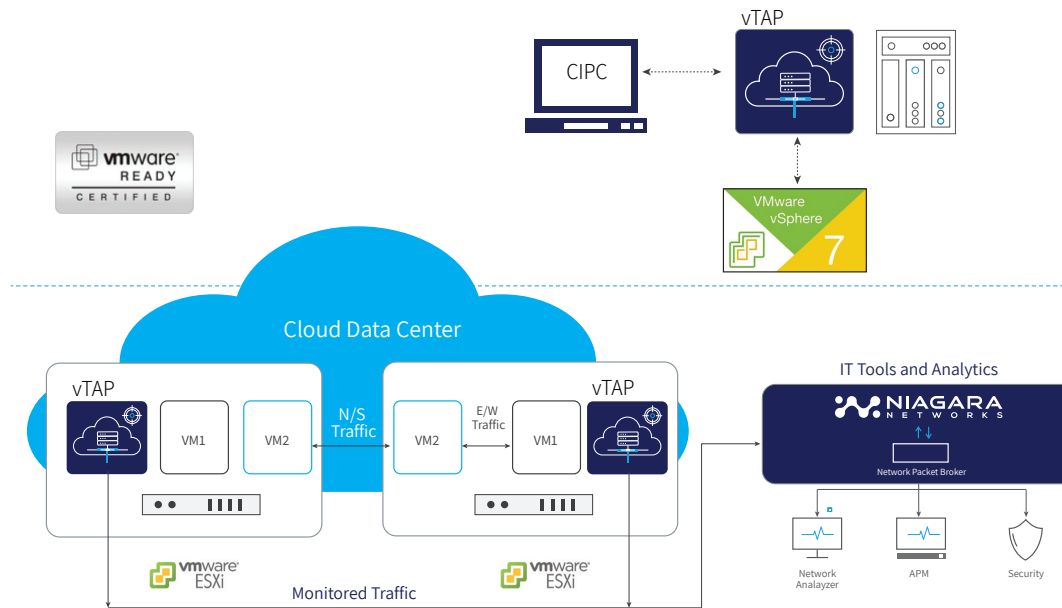 vTAP
CIPC
vmware®
READY
CERTIFIED
VMware
vSphere
7
Cloud Data Center
vTAP
VM1
VM2
N/S
Traffic
VM2
E/W
Traffic
VM1
vTAP
IT Tools and Analytics
NIAGARA
NETWORKS
Network Packet Broker
Network
Analayzer
APM
Security
vmware®
ESXi
vmware®
ESXi
Monitored Traffic